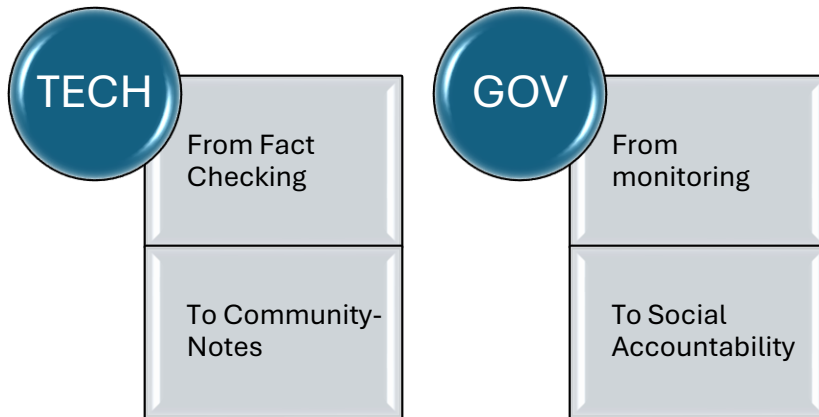 TECH
From Fact
Checking
To Community-
Notes
GOV
From
monitoring
To Social
Accountability